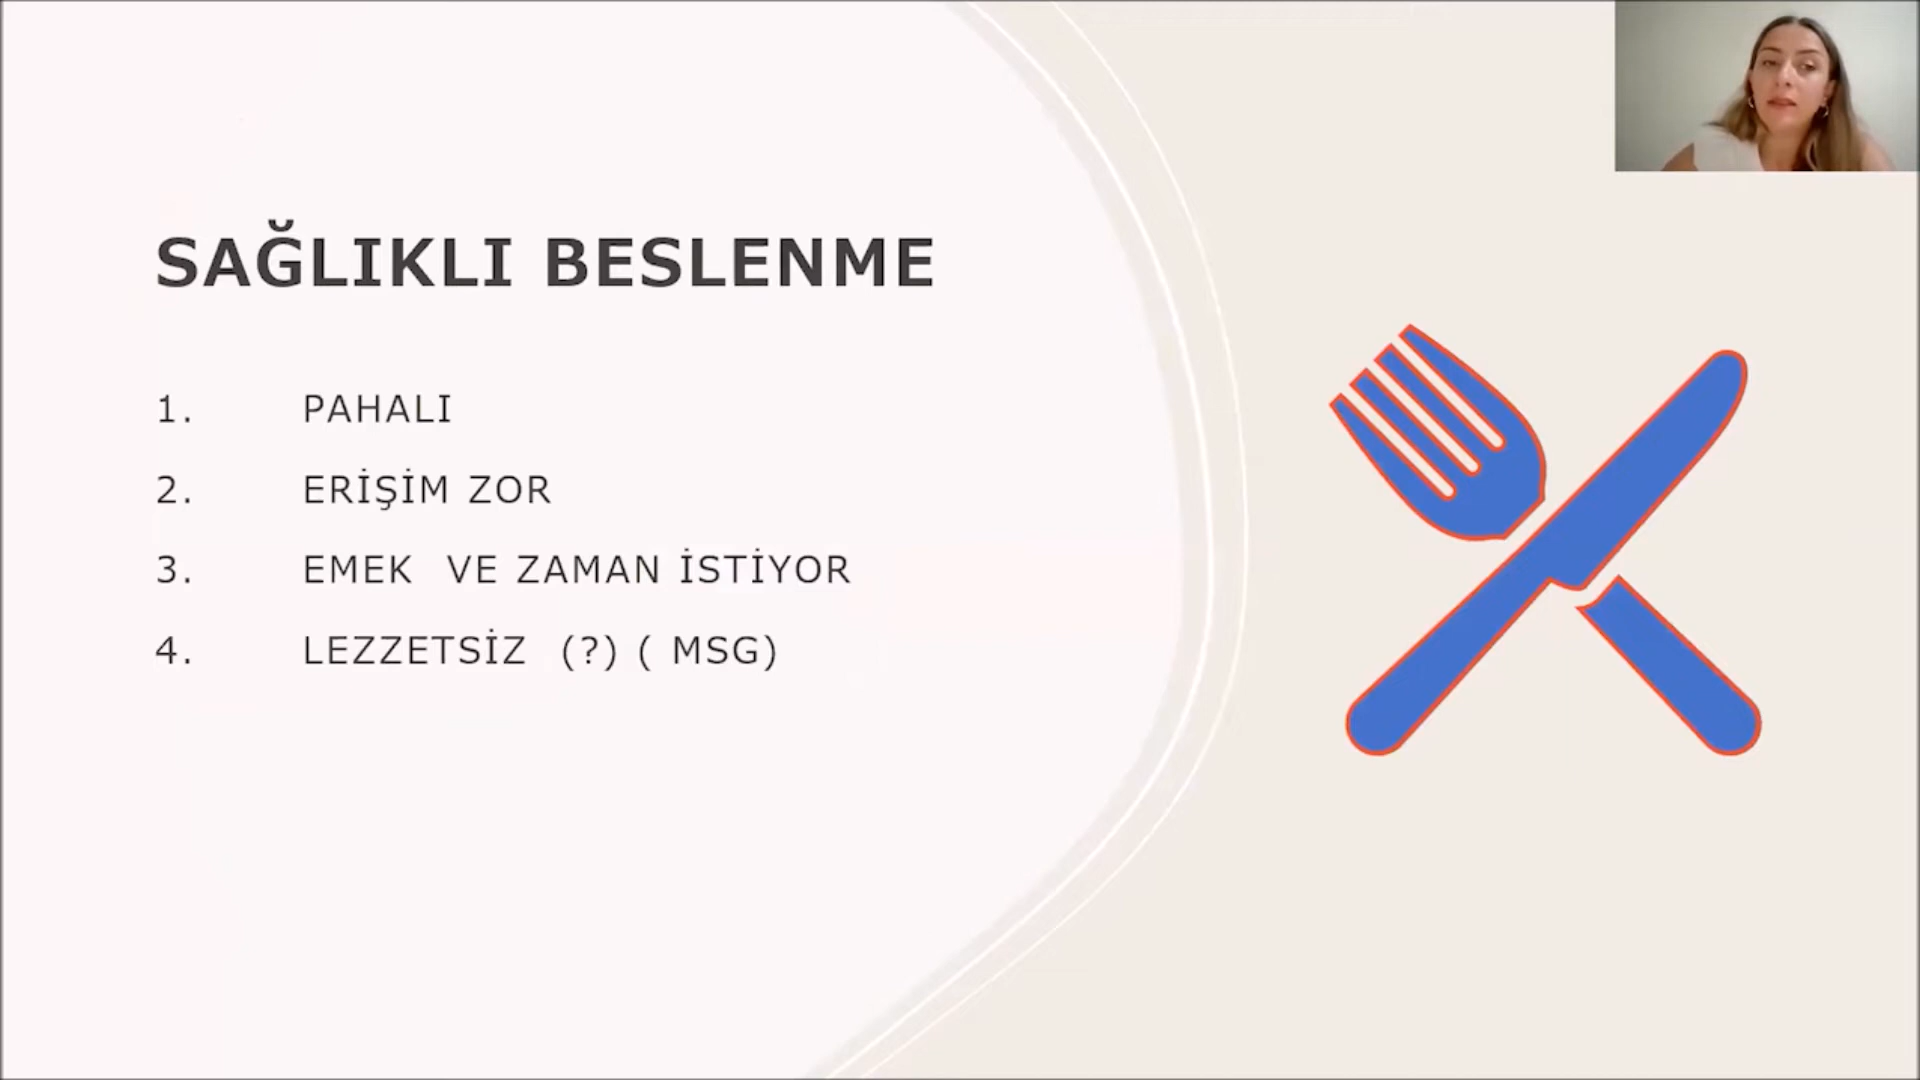 SAĞLIKLI BESLENME
1. PAHALI
2. ERİŞİM ZOR
3. EMEK VE ZAMAN İSTİYOR
4. LEZZETSİZ (?) ( MSG)